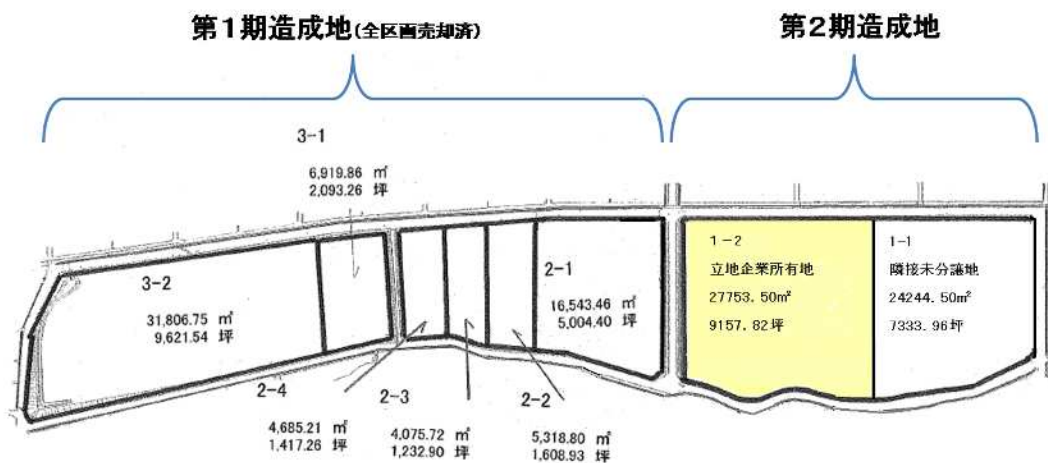 第1期造成地(全区画売却済)
第2期造成地
3-1
6,919.86 ㎡
2,093.26 坪
3-2
31,806.75 ㎡
9,621.54 坪
2-1
16,543.46 ㎡
5,004.40 坪
1-2
立地企業所有地
27753.50㎡
9157.82坪
1-1
隣接未分譲地
24244.50㎡
7333.96坪
2-4
4,685.21 ㎡
1,417.26 坪
2-3
4,075.72 ㎡
1,232.90 坪
2-2
5,318.80 ㎡
1,608.93 坪